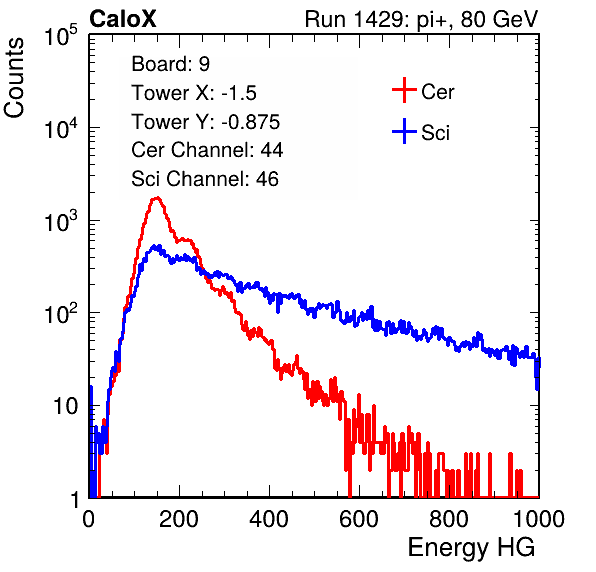 CaloX Run 1429: pi+, 80 GeV
Counts
Board: 9
Tower X: -1.5
Tower Y: -0.875
Cer Channel: 44
Sci Channel: 46
Cer
Sci
10^5
10^4
10^3
10^2
10
1
0 200 400 600 800 1000
Energy HG